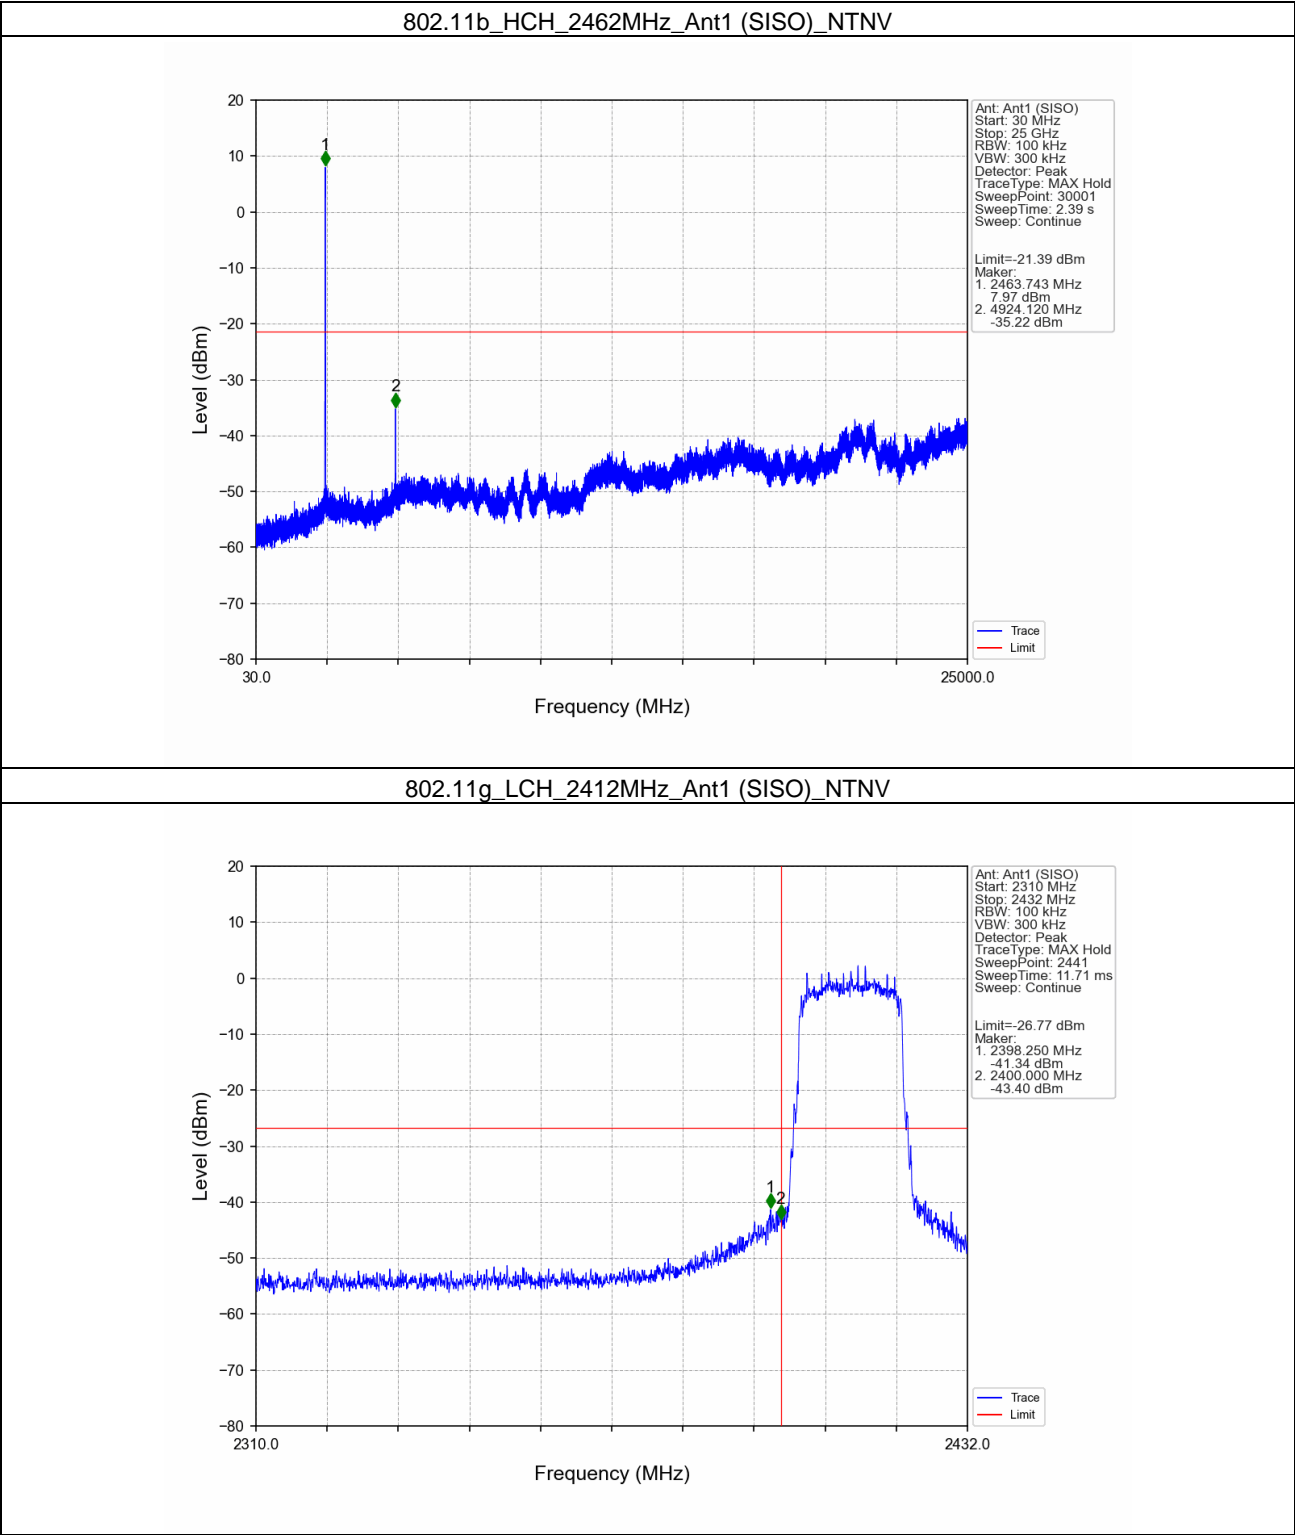 802.11b_HCH_2462MHz_Ant1 (SISO)_NTNV
20
10
0
−10
−20
−30
−40
−50
−60
−70
−80
Level (dBm)
1
2
30.0
25000.0
Frequency (MHz)
Ant: Ant1 (SISO)
Start: 30 MHz
Stop: 25 GHz
RBW: 100 kHz
VBW: 300 kHz
Detector: Peak
TraceType: MAX Hold
SweepPoint: 30001
SweepTime: 2.39 s
Sweep: Continue
Limit=-21.39 dBm
Maker:
1. 2463.743 MHz
7.97 dBm
2. 4924.120 MHz
-35.22 dBm
Trace
Limit
802.11g_LCH_2412MHz_Ant1 (SISO)_NTNV
20
10
0
−10
−20
−30
−40
−50
−60
−70
−80
Level (dBm)
1
2
2310.0
2432.0
Frequency (MHz)
Ant: Ant1 (SISO)
Start: 2310 MHz
Stop: 2432 MHz
RBW: 100 kHz
VBW: 300 kHz
Detector: Peak
TraceType: MAX Hold
SweepPoint: 2441
SweepTime: 11.71 ms
Sweep: Continue
Limit=-26.77 dBm
Maker:
1. 2398.250 MHz
-41.34 dBm
2. 2400.000 MHz
-43.40 dBm
Trace
Limit